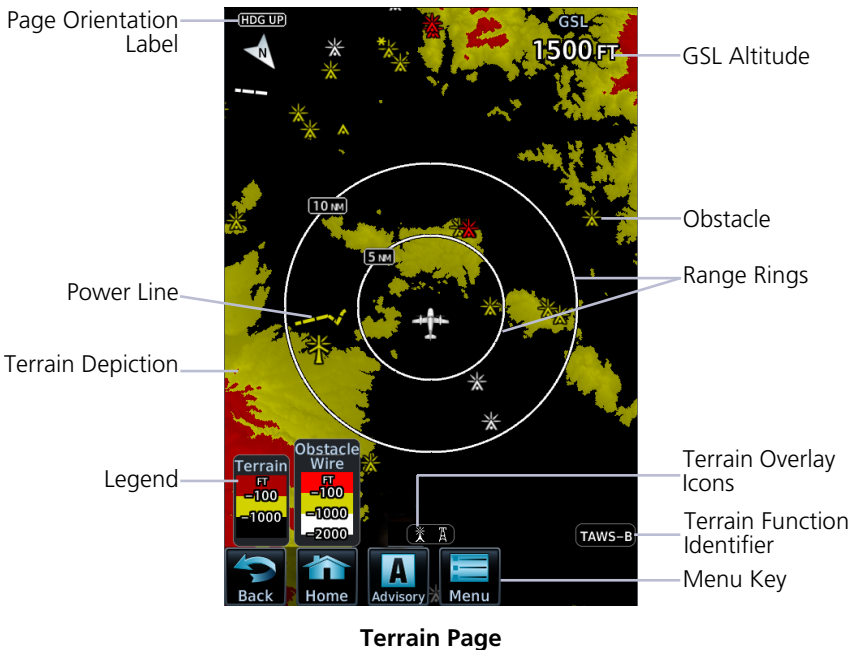 Page Orientation
Label
HDG UP
N
GSL
1500 FT
GSL Altitude
10 NM
Obstacle
5 NM
Range Rings
Power Line
Terrain Depiction
Legend
Terrain
FT
-100
-1000
Obstacle
Wire
FT
-100
-1000
-2000
Terrain Overlay
Icons
TAWS-B
Terrain Function
Identifier
Back
Home
A
Advisory
Menu
Menu Key
Terrain Page